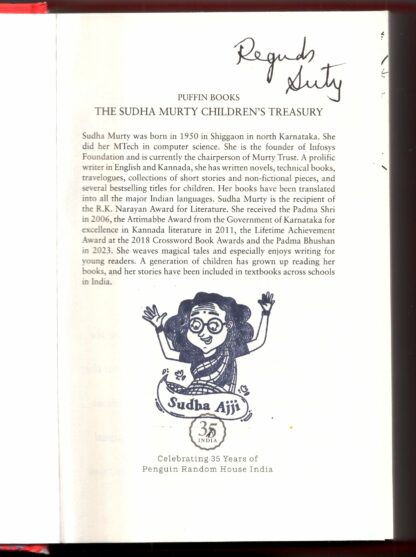 Regards
PUFFIN BOOKS
THE SUDHA MURTY CHILDREN'S TREASURY
Sudha Murty was born in 1950 in Shiggaon in north Karnataka. She
did her MTech in computer science. She is the founder of Infosys
Foundation and is currently the chairperson of Murty Trust. A prolific
writer in English and Kannada, she has written novels, technical books,
travelogues, collections of short stories and non-fictional pieces, and
several bestselling titles for children. Her books have been translated
into all the major Indian languages. Sudha Murty is the recipient of
the R.K. Narayan Award for Literature. She received the Padma Shri
in 2006, the Attimabbe Award from the Government of Karnataka for
excellence in Kannada literature in 2011, the Lifetime Achievement
Award at the 2018 Crossword Book Awards and the Padma Bhushan
in 2023. She weaves magical tales and especially enjoys writing for
young readers. A generation of children has grown up reading her
books, and her stories have been included in textbooks across schools
in India.
Sudha Ajji
35
INDIA
Celebrating 35 Years of
Penguin Random House India